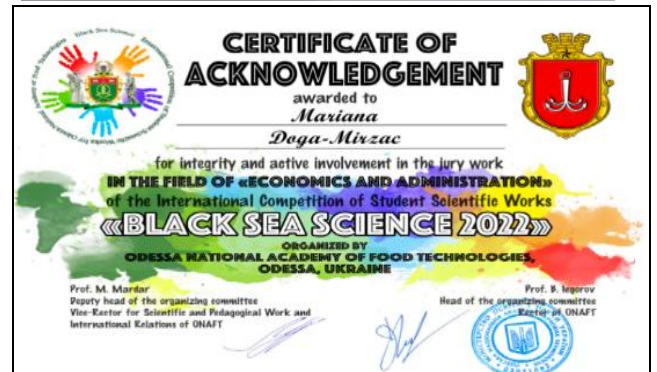 CERTIFICATE OF
ACKNOWLEDGEMENT
awarded to
Mariana
Doga-Mirzac
for integrity and active involvement in the jury work
IN THE FIELD OF «ECONOMICS AND ADMINISTRATION»
of the International Competition of Student Scientific Works
«BLACK SEA SCIENCE 2022»
ORGANIZED BY
ODESSA NATIONAL ACADEMY OF FOOD TECHNOLOGIES,
ODESSA, UKRAINE
Prof. M. Mardar
Deputy head of the organizing committee
Vice-Rector for Scientific and Pedagogical Work and
International Relations of ONAFT
Prof. B. Iegorov
Head of the organizing committee
Rector of ONAFT
Black Sea Science